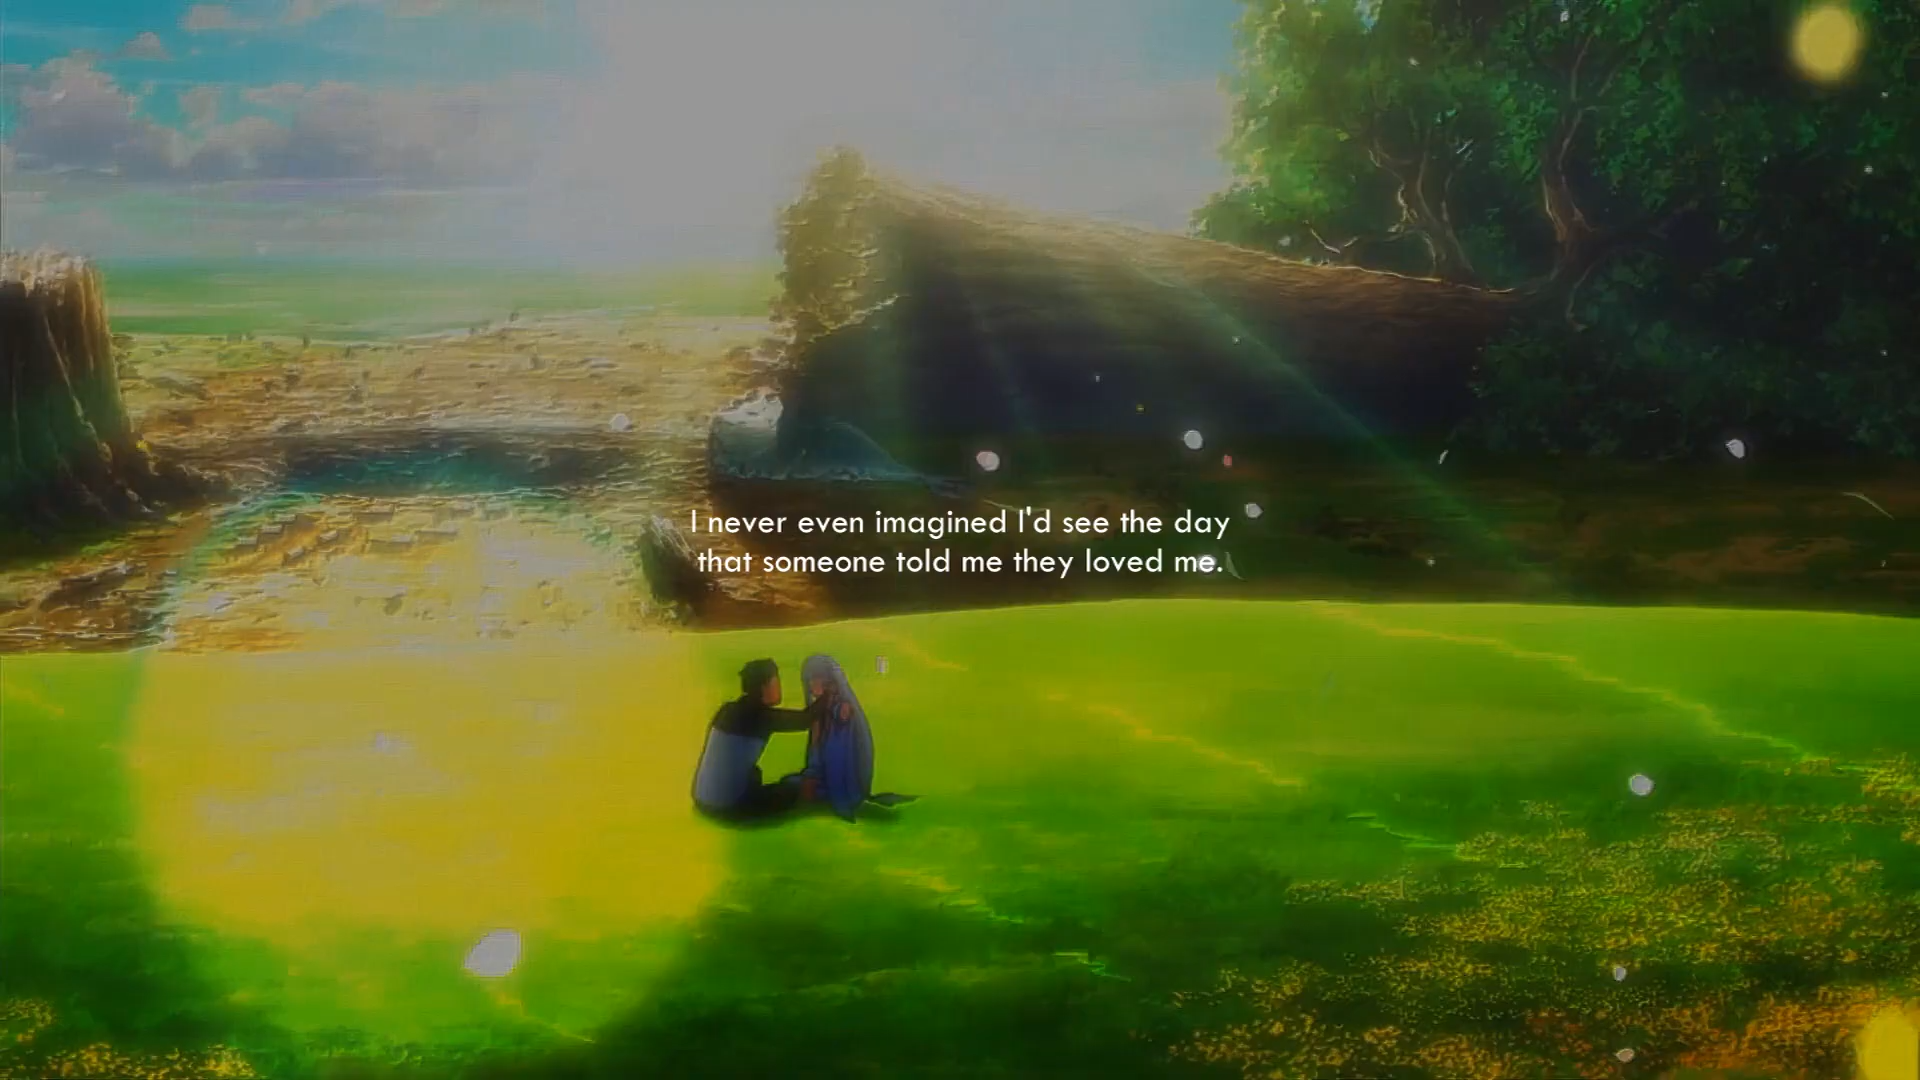 I never even imagined I'd see the day
that someone told me they loved me.